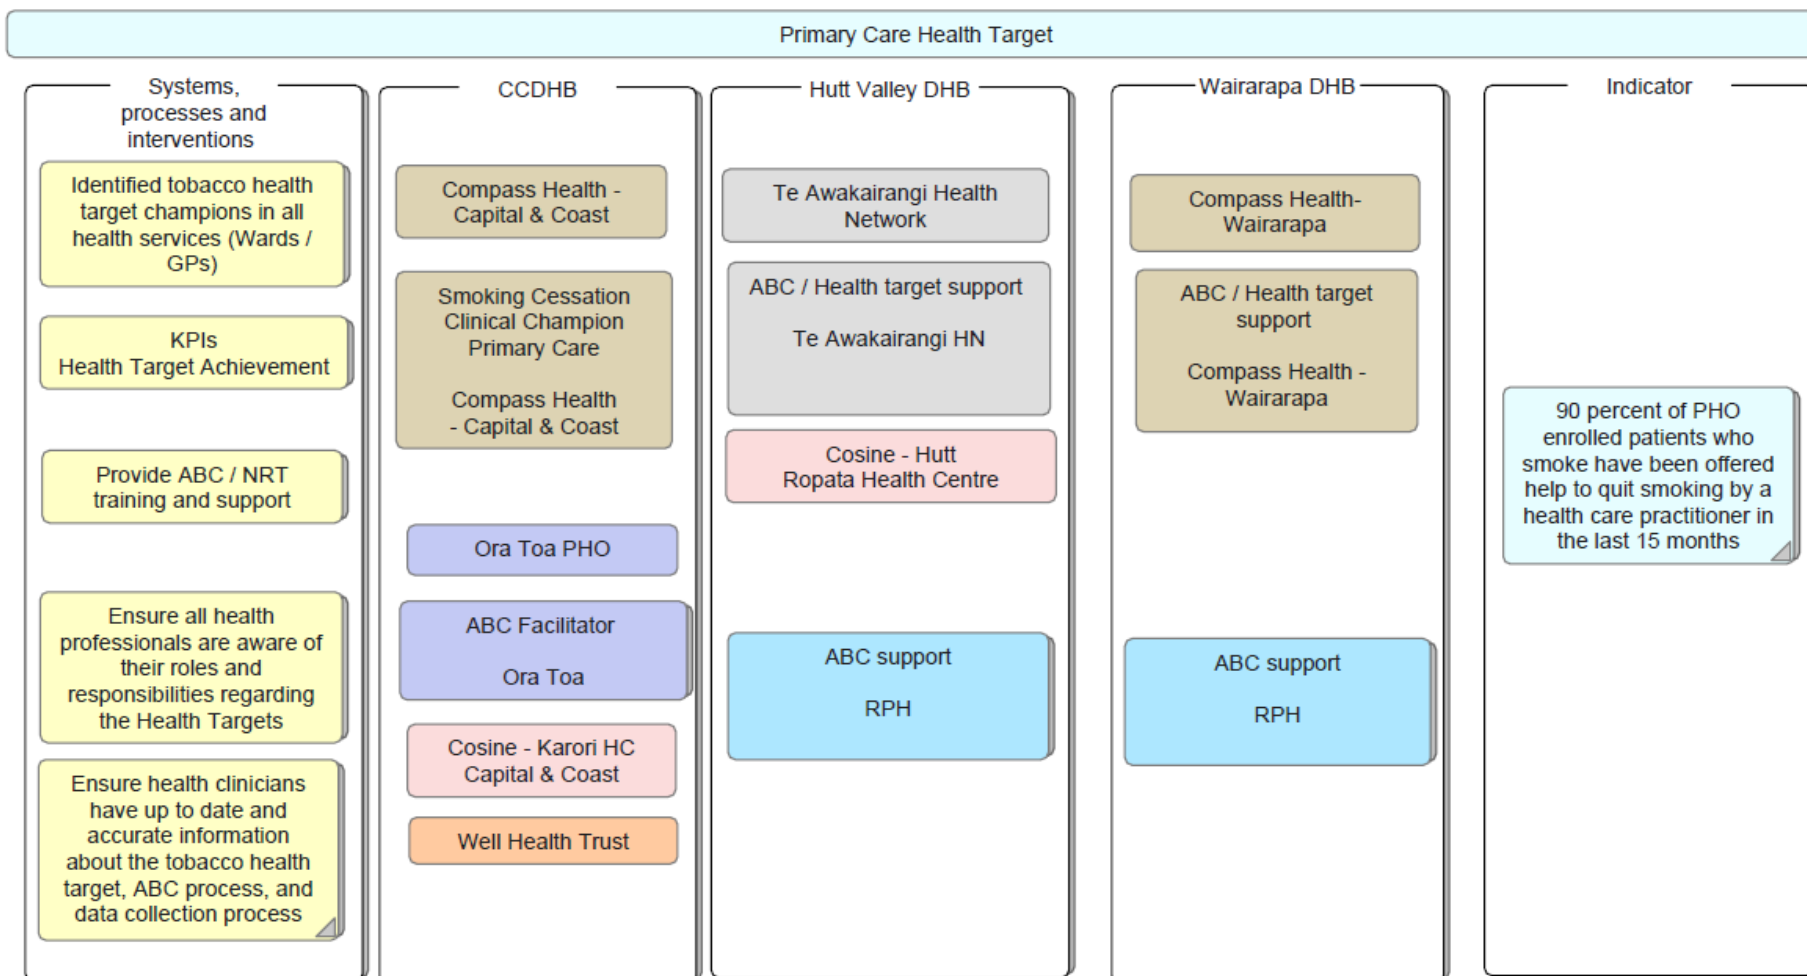 Primary Care Health Target
Systems,
processes and
interventions
Identified tobacco health
target champions in all
health services (Wards /
GPs)
KPIs
Health Target Achievement
Provide ABC / NRT
training and support
Ensure all health
professionals are aware of
their roles and
responsibilities regarding
the Health Targets
Ensure health clinicians
have up to date and
accurate information
about the tobacco health
target, ABC process, and
data collection process
CCDHB
Compass Health -
Capital & Coast
Smoking Cessation
Clinical Champion
Primary Care
Compass Health
- Capital & Coast
Ora Toa PHO
ABC Facilitator
Ora Toa
Cosine - Karori HC
Capital & Coast
Well Health Trust
Hutt Valley DHB
Te Awakairangi Health
Network
ABC / Health target support
Te Awakairangi HN
Cosine - Hutt
Ropata Health Centre
ABC support
RPH
Wairarapa DHB
Compass Health-
Wairarapa
ABC / Health target
support
Compass Health -
Wairarapa
ABC support
RPH
Indicator
90 percent of PHO
enrolled patients who
smoke have been offered
help to quit smoking by a
health care practitioner in
the last 15 months